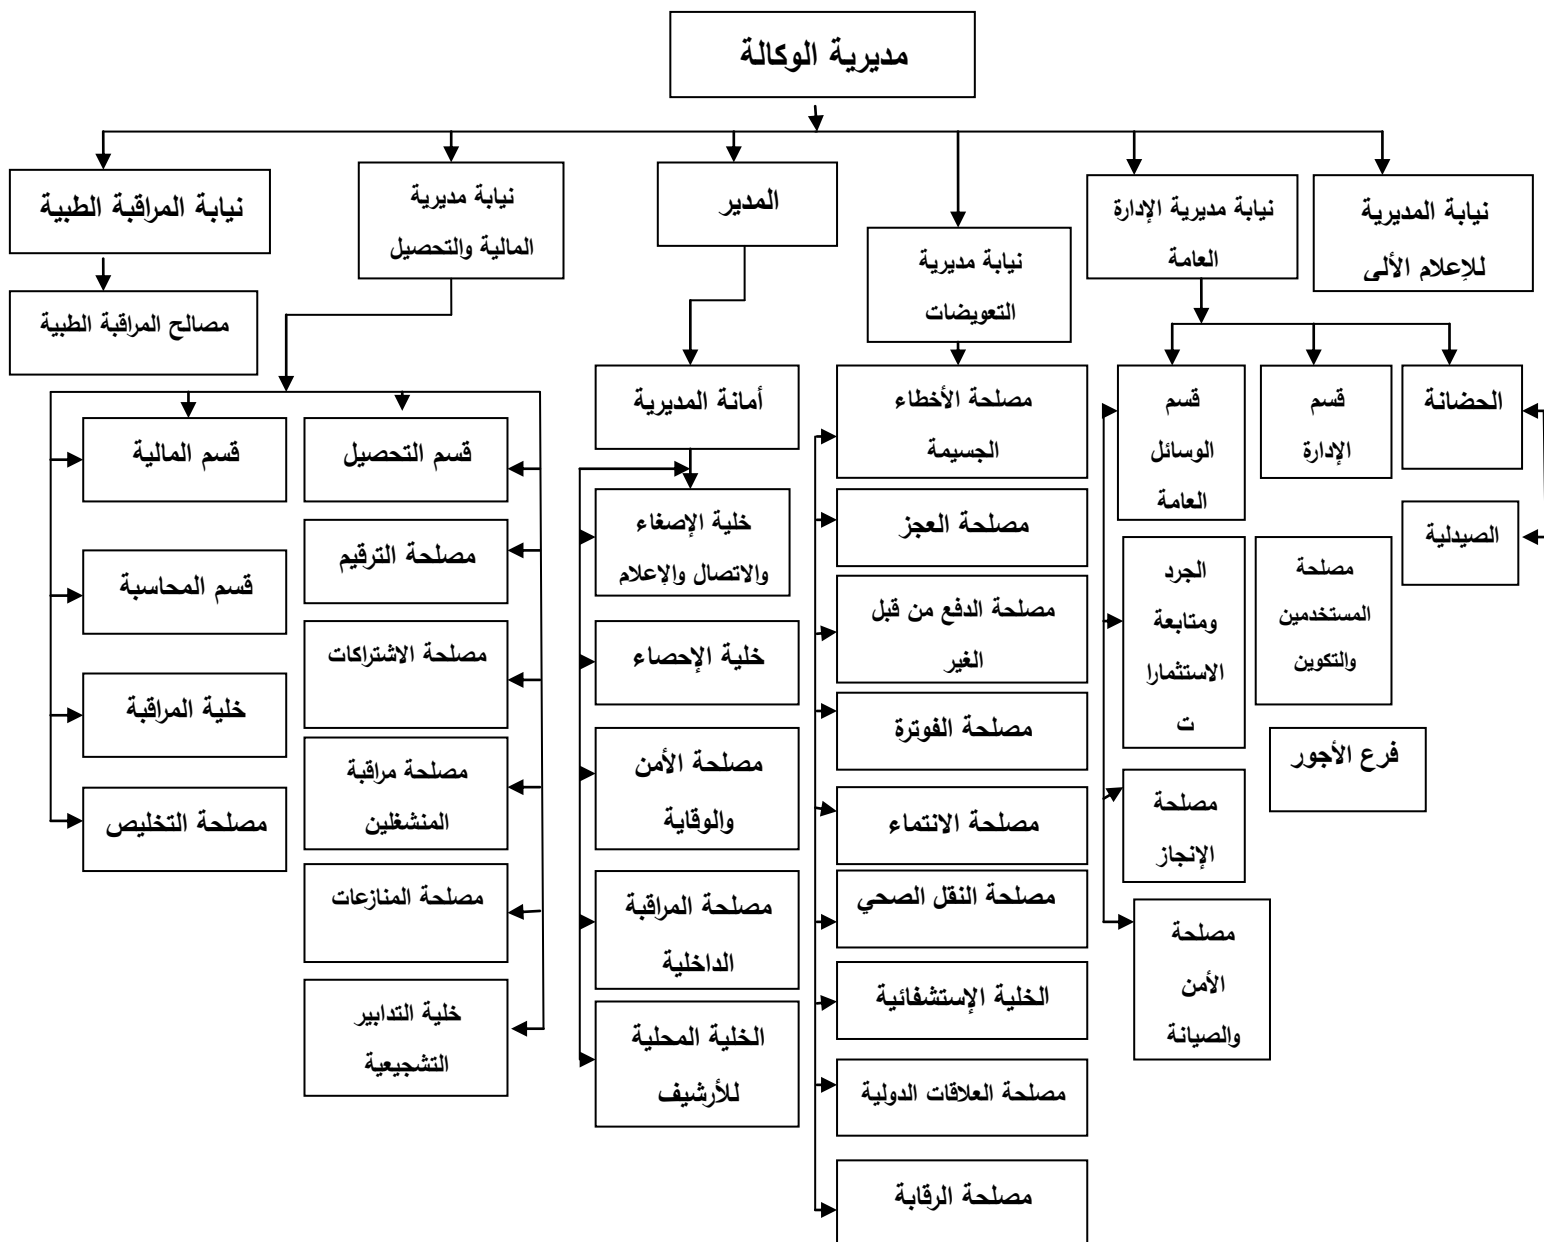 مديرية الوكالة
نيابة المديرية
للإعلام الألى
نيابة مديرية الإدارة
العامة
نيابة مديرية
التعويضات
المدير
نيابة مديرية
المالية والتحصيل
نيابة المراقبة الطبية
مصالح المراقبة الطبية
الحضانة
الصيدلية
قسم
الإدارة
مصلحة
المستخدمين
والتكوين
فرع الأجور
قسم
الوسائل
العامة
الجرد
ومتابعة
الاستثمارا
ت
مصلحة
الإنجاز
مصلحة
الأمن
والصيانة
مصلحة الأخطاء
الجسيمة
مصلحة العجز
مصلحة الدفع من قبل
الغير
مصلحة الفوترة
مصلحة الانتماء
مصلحة النقل الصحي
الخلية الإستشفائية
مصلحة العلاقات الدولية
مصلحة الرقابة
أمانة المديرية
خلية الإصغاء
والاتصال والإعلام
خلية الإحصاء
مصلحة الأمن
والوقاية
مصلحة المراقبة
الداخلية
الخلية المحلية
للأرشيف
قسم التحصيل
مصلحة الترقيم
مصلحة الاشتراكات
مصلحة مراقبة
المنشغلين
مصلحة المنازعات
خلية التدابير
التشجيعية
قسم المالية
قسم المحاسبة
خلية المراقبة
مصلحة التخليص